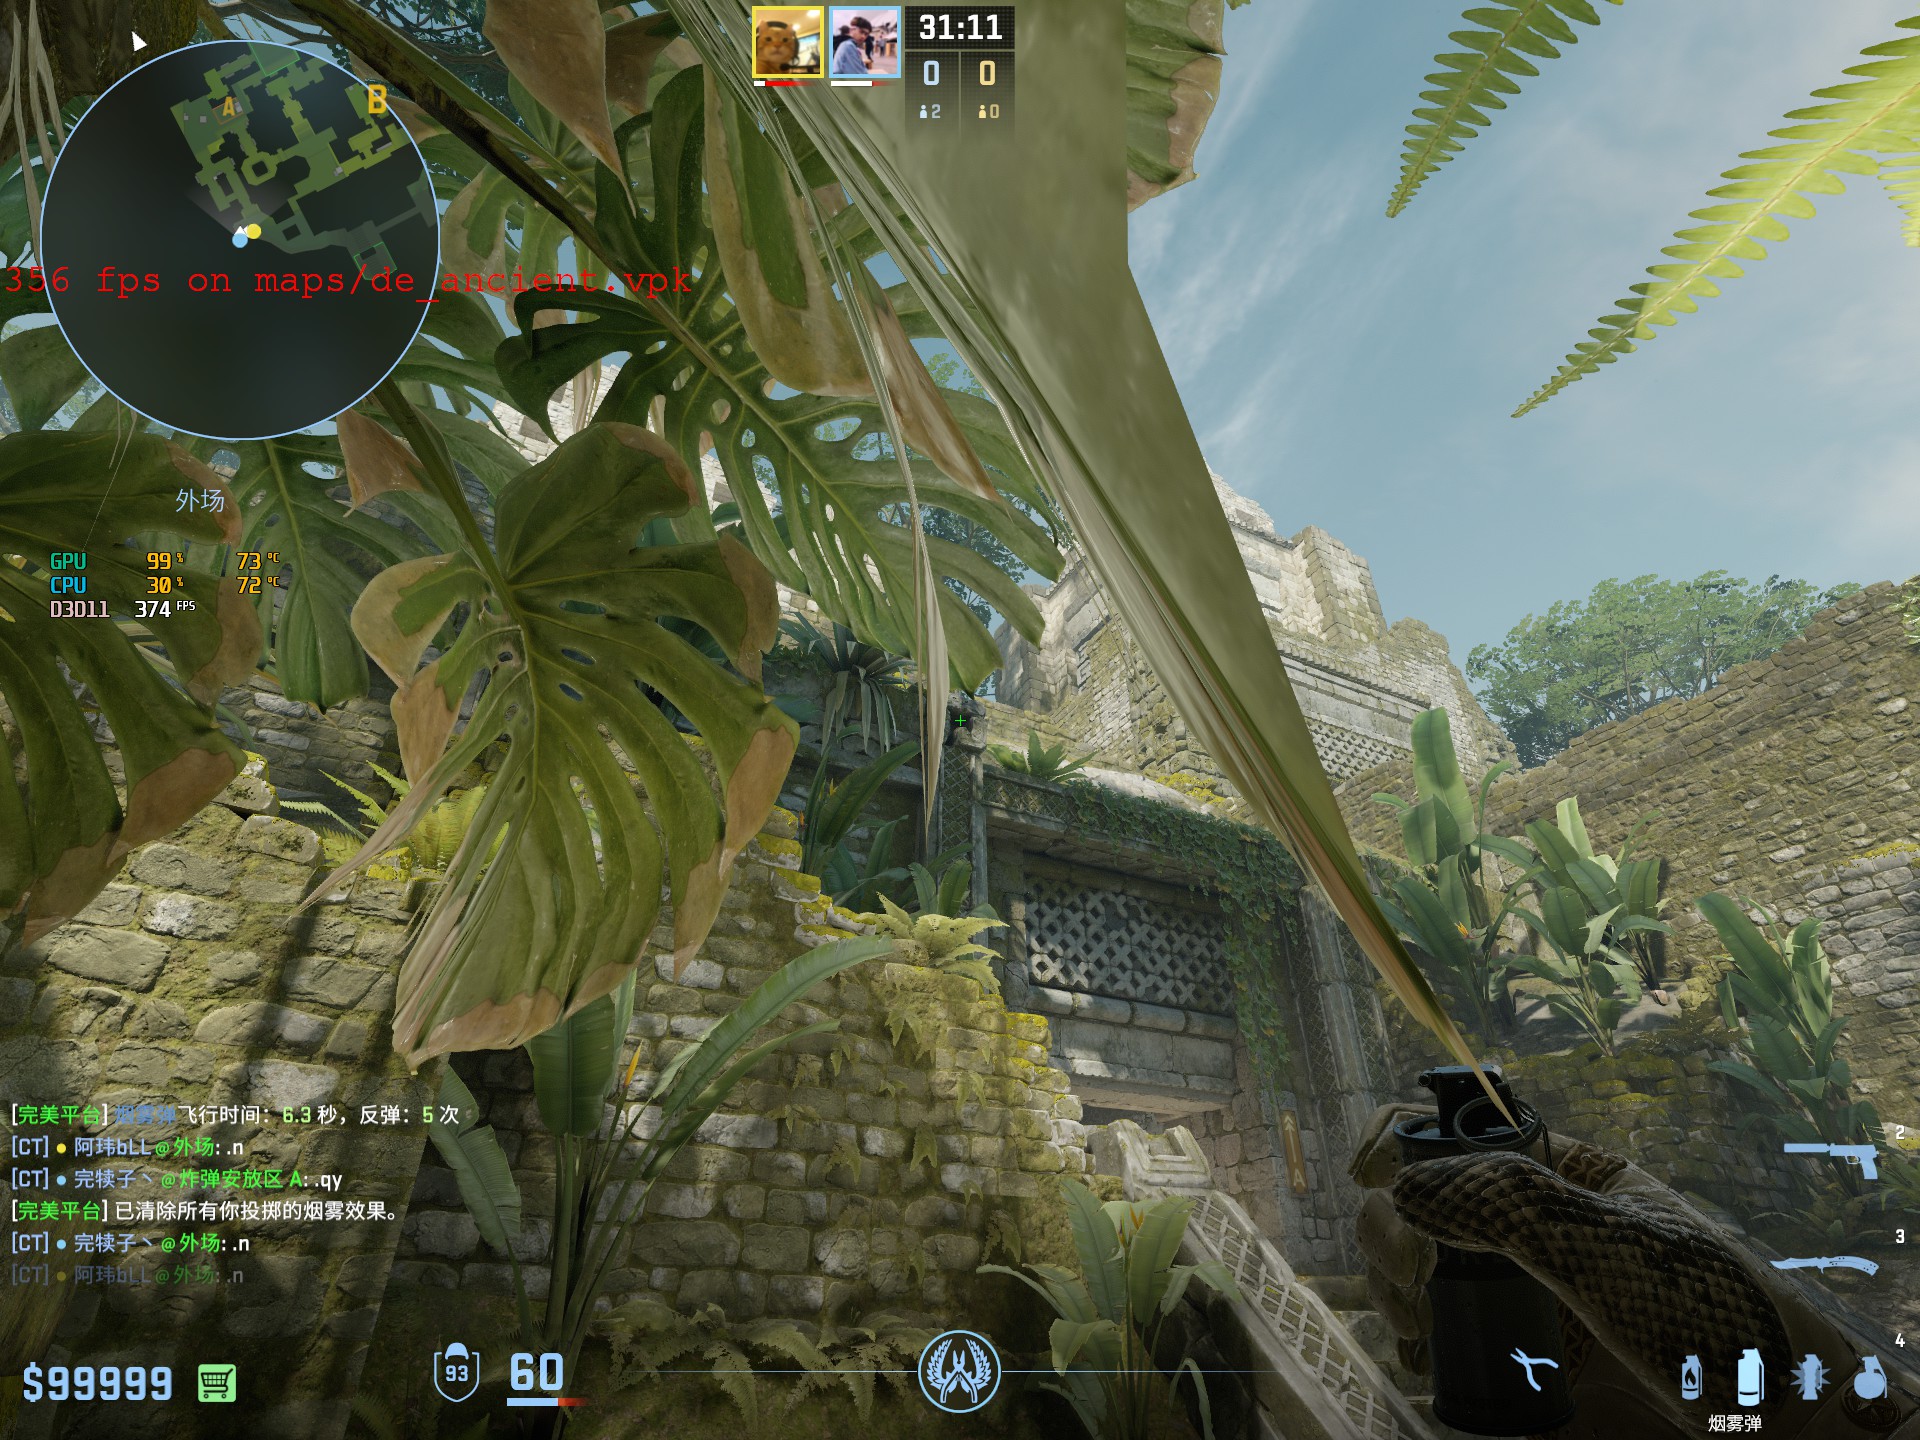 31:11
0 0
2 0
A
B
356 fps on maps/de_ancient.vpk
外场
GPU 99 % 73 °C
CPU 30 % 72 °C
D3D11 374 FPS
[完美平台] 烟雾弹飞行时间：6.3 秒，反弹：5 次
[CT] 阿玮bLL@外场: .n
[CT] 完犊子丶@炸弹安放区 A: .qy
[完美平台] 已清除所有你投掷的烟雾效果。
[CT] 完犊子丶@外场: .n
[CT] 阿玮bLL@外场: .n
2
3
4
$99999
93
60
烟雾弹